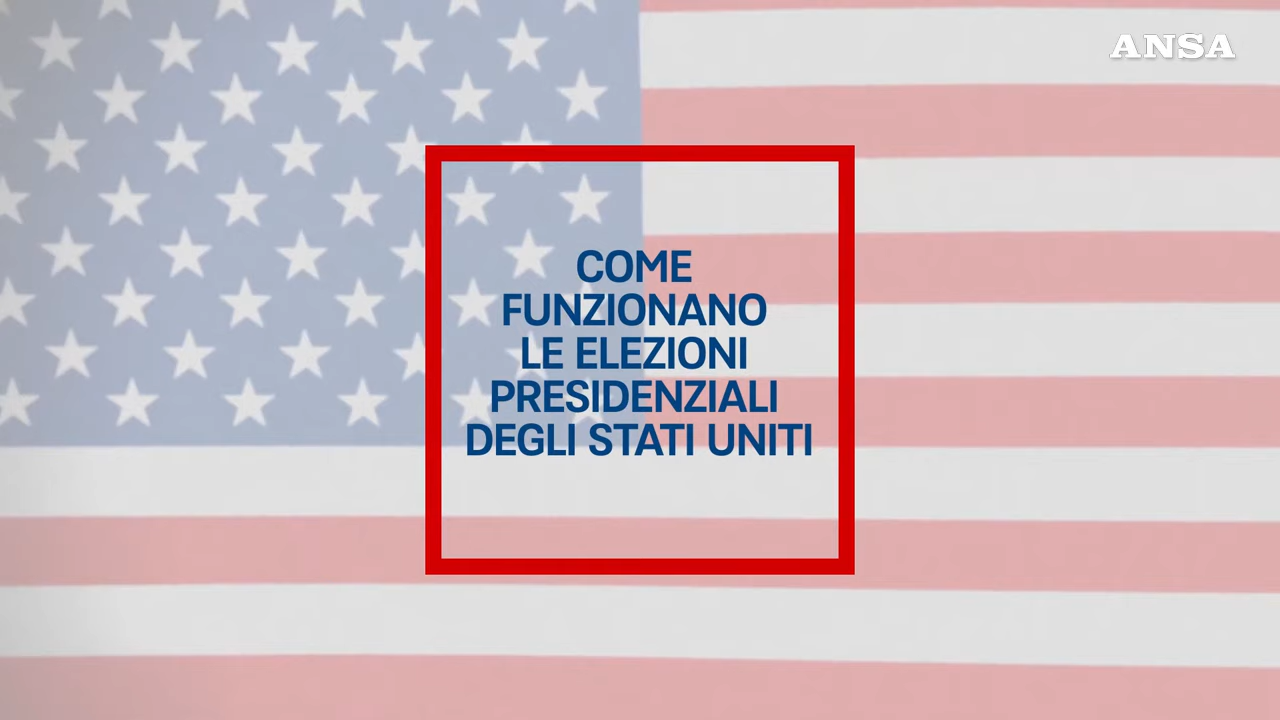 ANSA
COME
FUNZIONANO
LE ELEZIONI
PRESIDENZIALI
DEGLI STATI UNITI